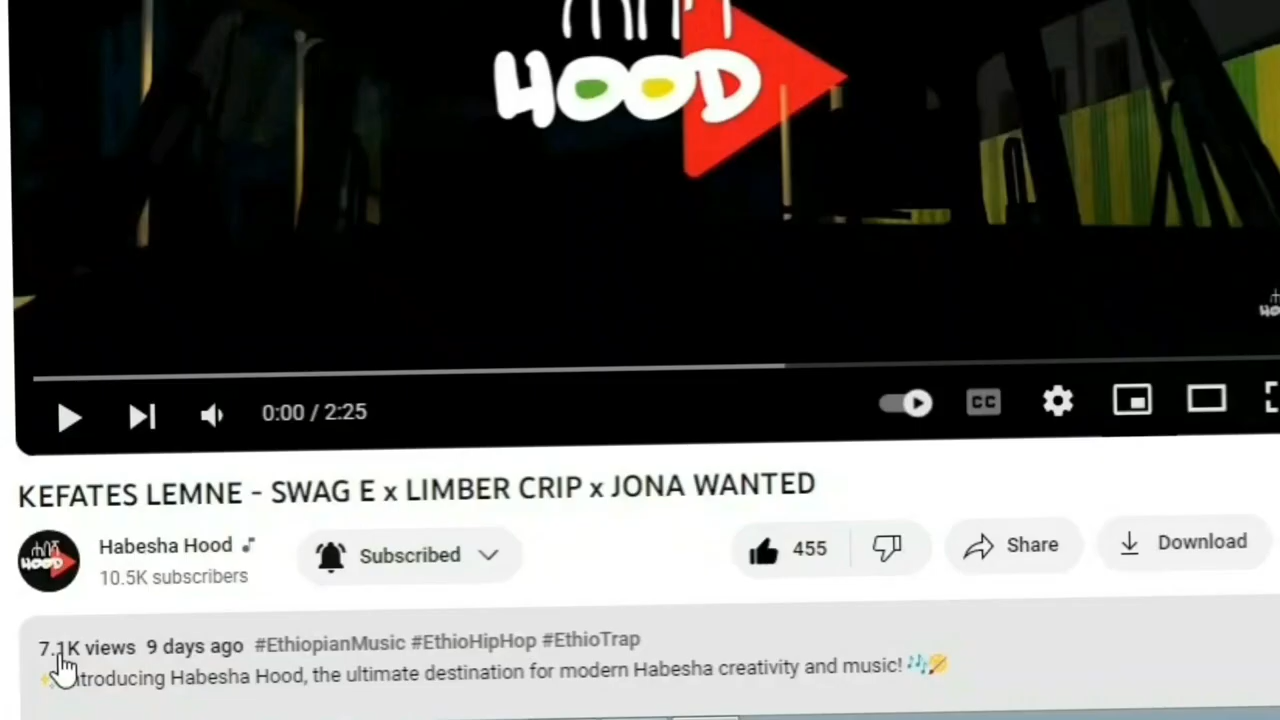 HOOD
0:00 / 2:25
CC
KEFATES LEMNE - SWAG E x LIMBER CRIP x JONA WANTED
Habesha Hood
10.5K subscribers
Subscribed
455
Share
Download
7.1K views 9 days ago #EthiopianMusic #EthioHipHop #EthioTrap
ntroducing Habesha Hood, the ultimate destination for modern Habesha creativity and music!